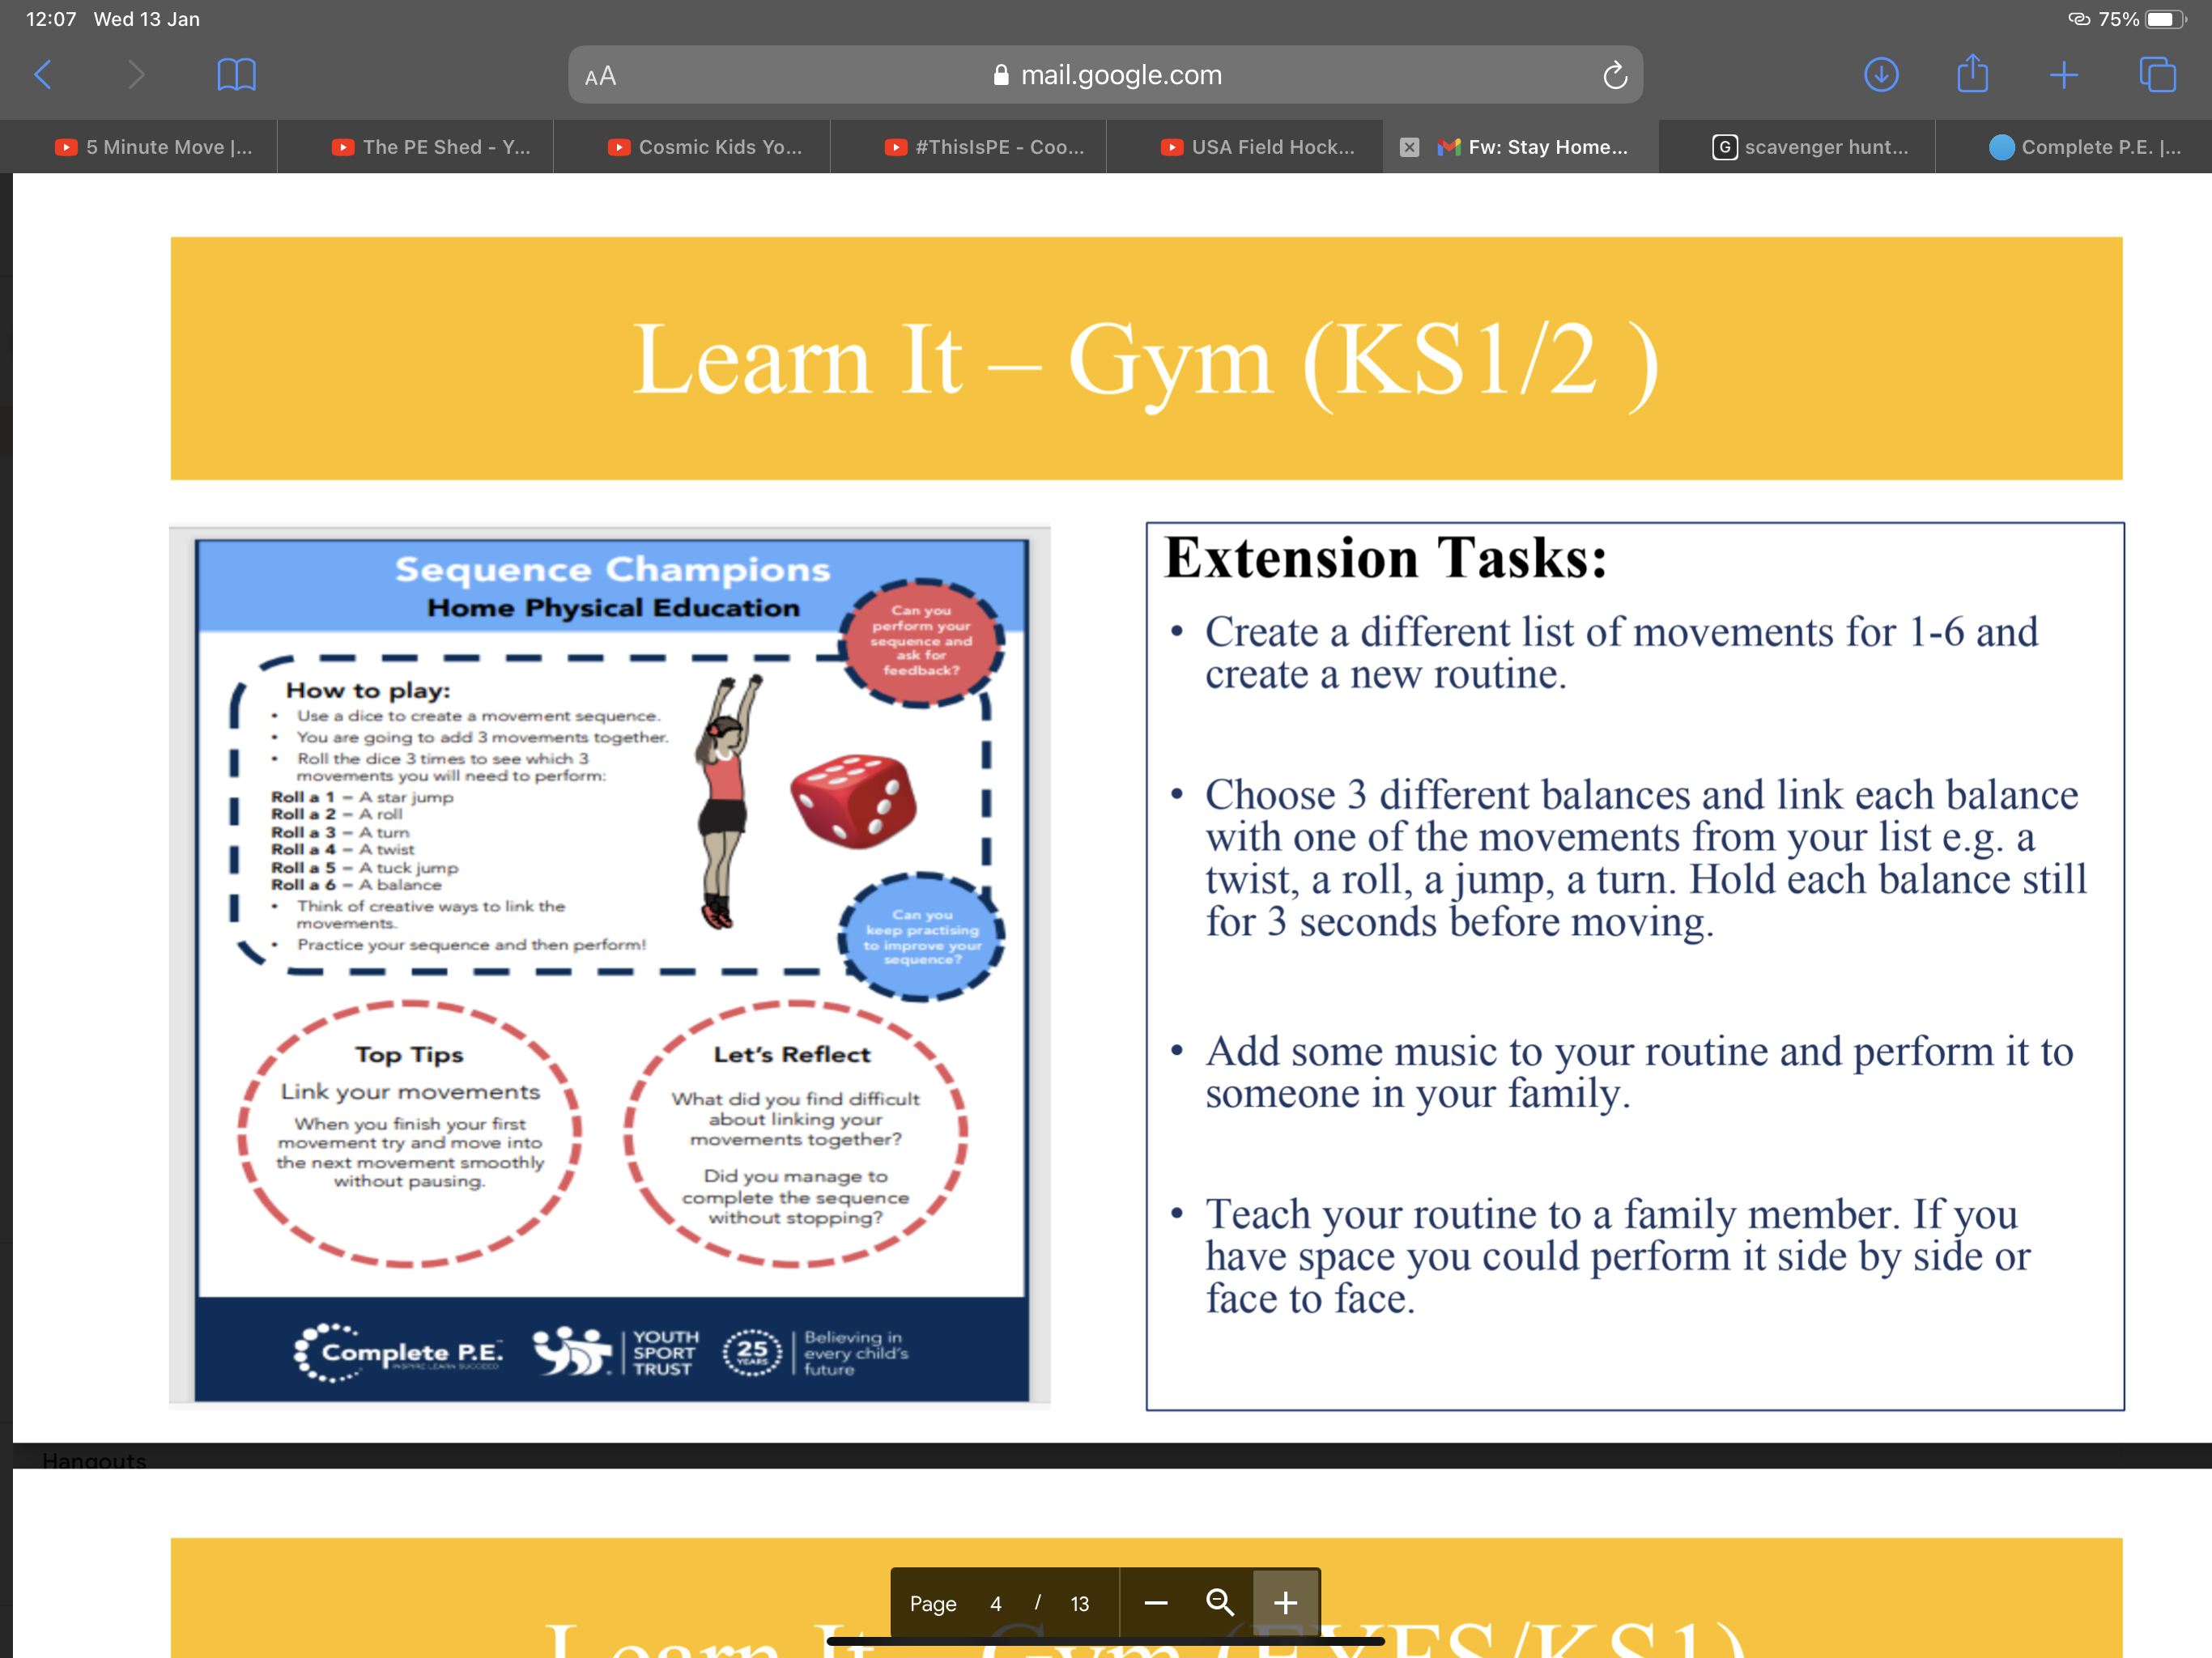 12:07 Wed 13 Jan
75%
AA
mail.google.com
5 Minute Move |...
The PE Shed - Y...
Cosmic Kids Yo...
#ThisIsPE - Coo...
USA Field Hock...
Fw: Stay Home...
G scavenger hunt...
Complete P.E. |...
Learn It – Gym (KS1/2 )
Sequence Champions
Home Physical Education
Can you
perform your
sequence and
ask for
feedback?
How to play:
• Use a dice to create a movement sequence.
• You are going to add 3 movements together.
• Roll the dice 3 times to see which 3
movements you will need to perform:
Roll a 1 – A star jump
Roll a 2 – A roll
Roll a 3 – A turn
Roll a 4 – A twist
Roll a 5 – A tuck jump
Roll a 6 – A balance
• Think of creative ways to link the
movements.
• Practice your sequence and then perform!
Can you
keep practising
to improve your
sequence?
Top Tips
Link your movements
When you finish your first
movement try and move into
the next movement smoothly
without pausing.
Let's Reflect
What did you find difficult
about linking your
movements together?
Did you manage to
complete the sequence
without stopping?
Complete P.E.
INSPIRE LEARN SUCCEED
YOUTH
SPORT
TRUST
25
YEARS
Believing in
every child's
future
Extension Tasks:
• Create a different list of movements for 1-6 and
create a new routine.
• Choose 3 different balances and link each balance
with one of the movements from your list e.g. a
twist, a roll, a jump, a turn. Hold each balance still
for 3 seconds before moving.
• Add some music to your routine and perform it to
someone in your family.
• Teach your routine to a family member. If you
have space you could perform it side by side or
face to face.
Hangouts
Page 4 / 13
Learn It – Gym (EYFS/KS1)